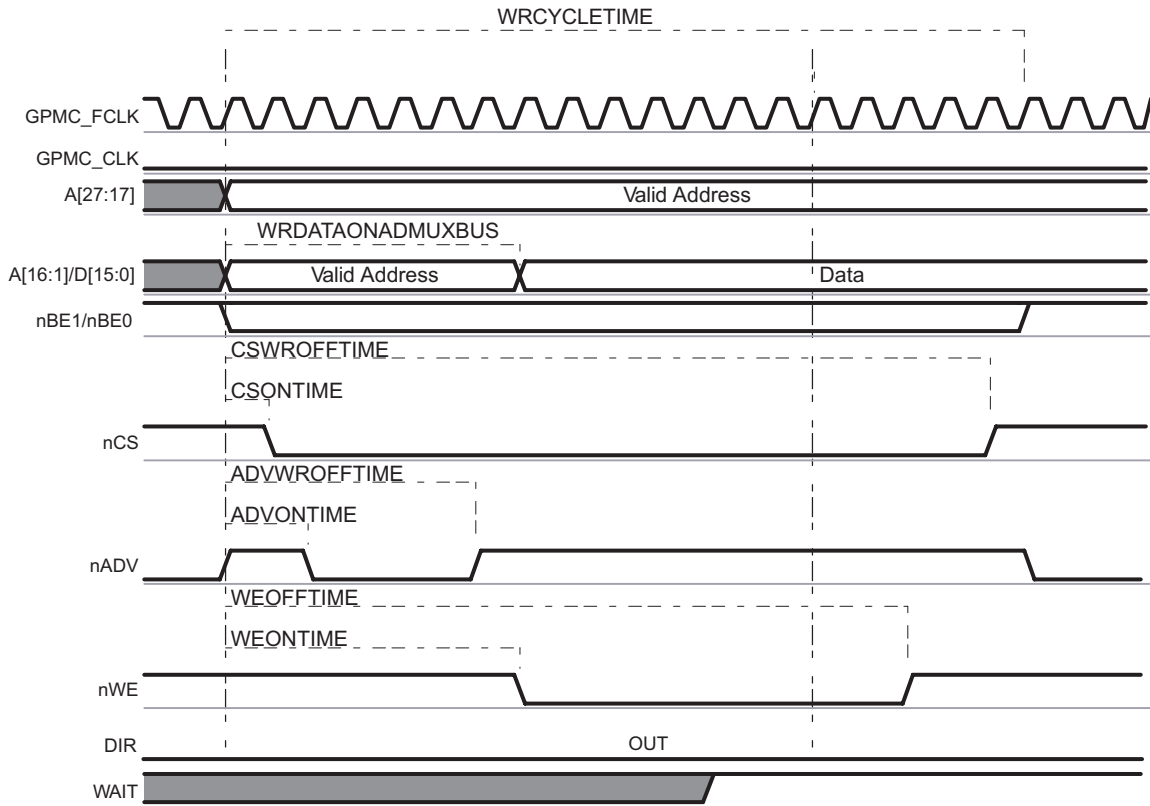 WRCYCLETIME
GPMC_FCLK
GPMC_CLK
A[27:17]
Valid Address
WRDATAONADMUXBUS
A[16:1]/D[15:0]
Valid Address
Data
nBE1/nBE0
CSWROFFTIME
CSONTIME
nCS
ADVWROFFTIME
ADVONTIME
nADV
WEOFFTIME
WEONTIME
nWE
DIR
OUT
WAIT